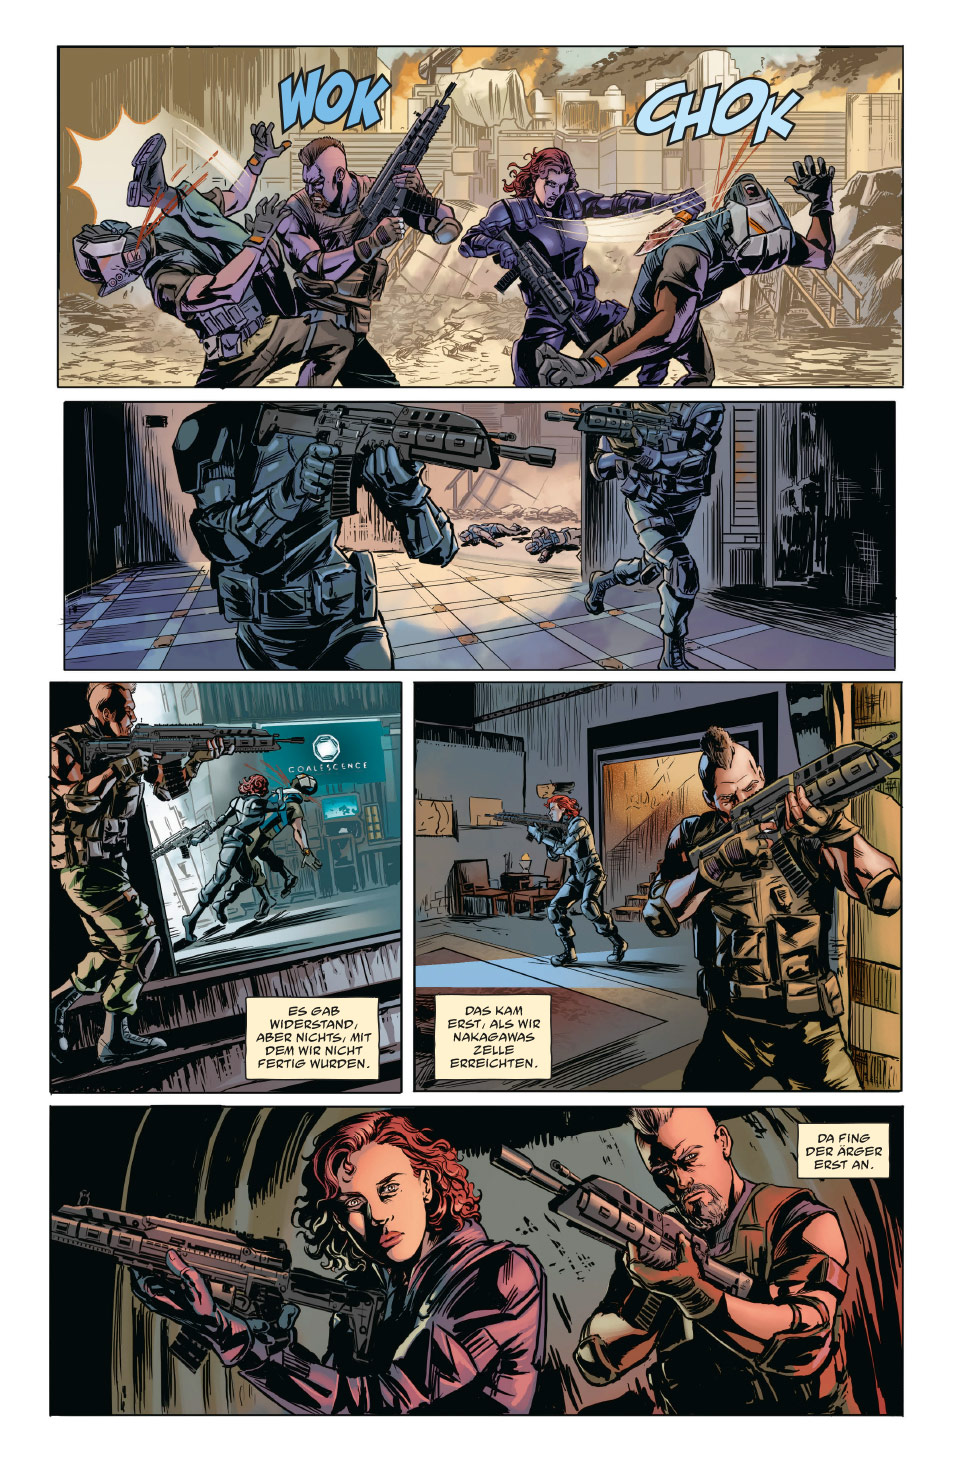 WOK
CHOK
COALESCENCE
ES GAB
WIDERSTAND,
ABER NICHTS, MIT
DEM WIR NICHT
FERTIG WURDEN.
DAS KAM
ERST, ALS WIR
NAKAGAWAS
ZELLE
ERREICHTEN.
DA FING
DER ÄRGER
ERST AN.